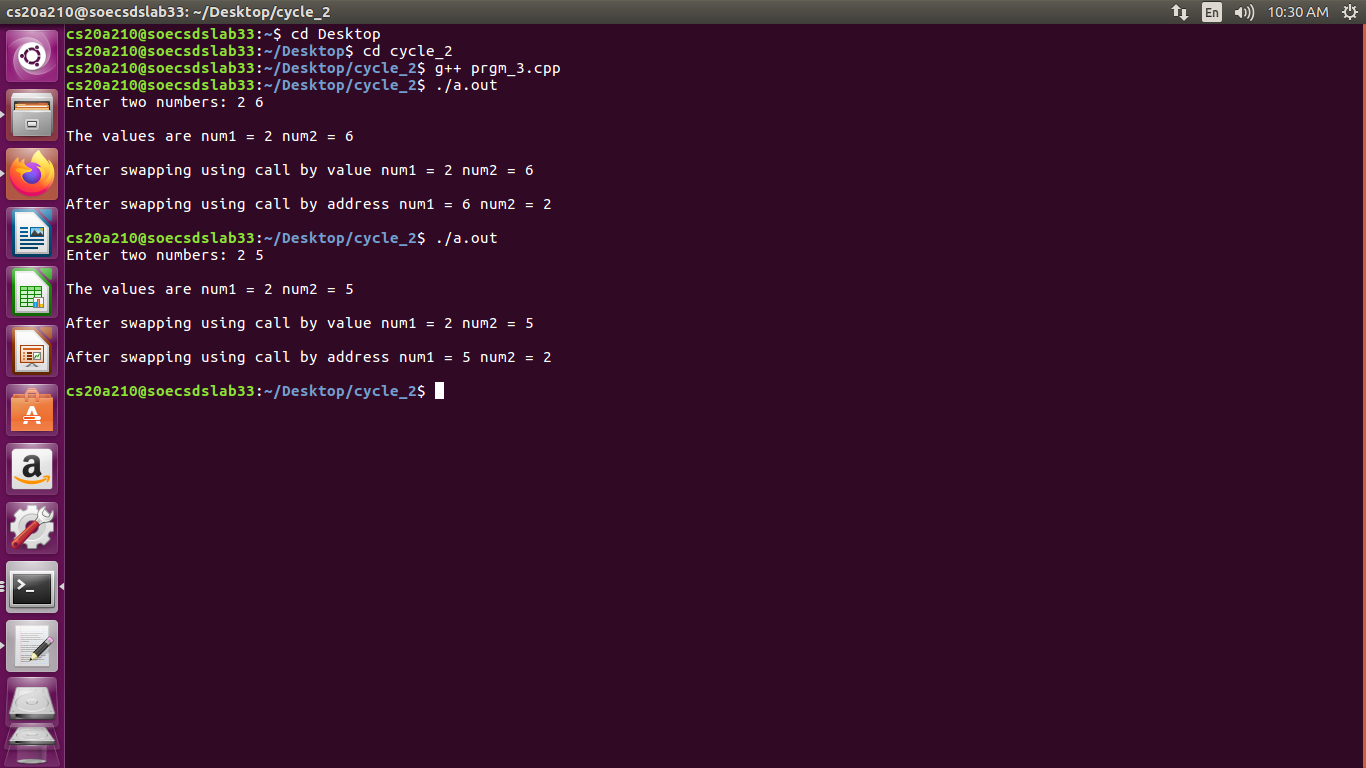 cs20a210@soecsdslab33: ~/Desktop/cycle_2
En
10:30 AM
cs20a210@soecsdslab33:~$ cd Desktop
cs20a210@soecsdslab33:~/Desktop$ cd cycle_2
cs20a210@soecsdslab33:~/Desktop/cycle_2$ g++ prgm_3.cpp
cs20a210@soecsdslab33:~/Desktop/cycle_2$ ./a.out
Enter two numbers: 2 6
The values are num1 = 2 num2 = 6
After swapping using call by value num1 = 2 num2 = 6
After swapping using call by address num1 = 6 num2 = 2
cs20a210@soecsdslab33:~/Desktop/cycle_2$ ./a.out
Enter two numbers: 2 5
The values are num1 = 2 num2 = 5
After swapping using call by value num1 = 2 num2 = 5
After swapping using call by address num1 = 5 num2 = 2
cs20a210@soecsdslab33:~/Desktop/cycle_2$